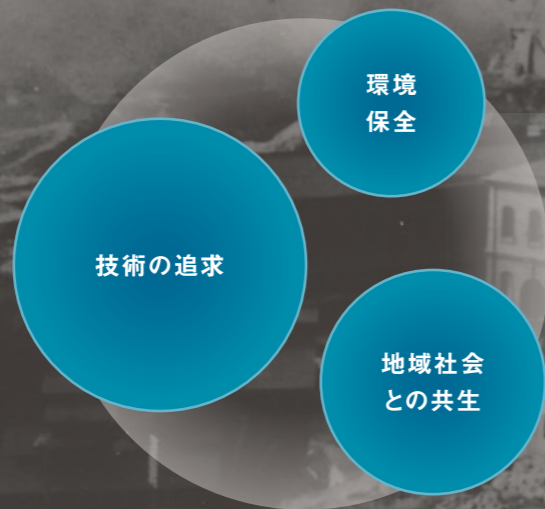 環境
保全
技術の追求
地域社会
との共生